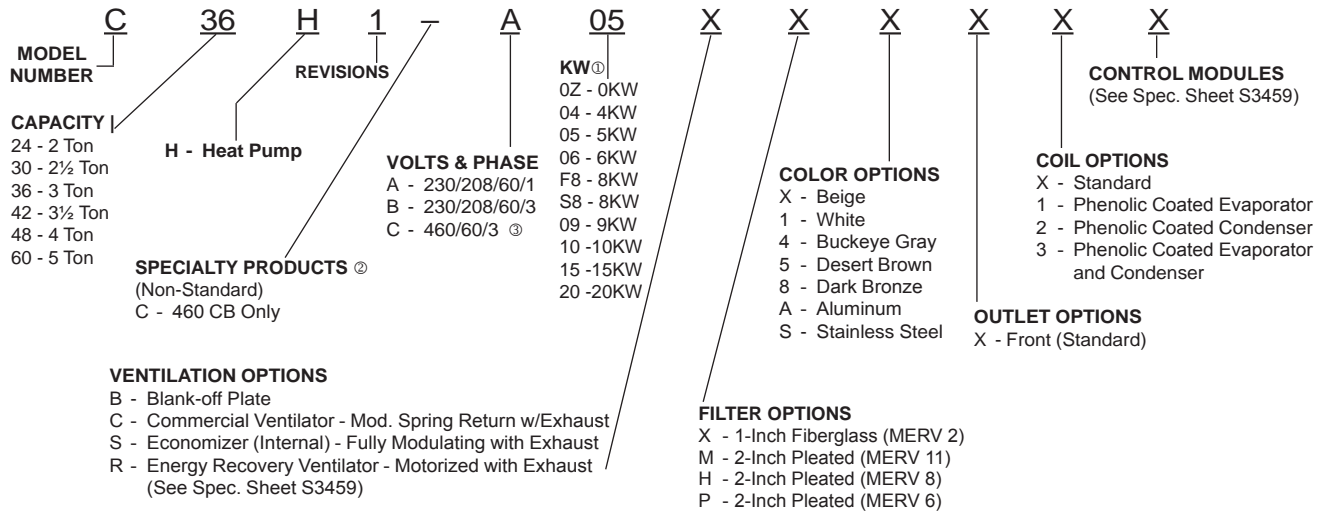 C 36 H 1 – A 05 X X X X X X
MODEL
NUMBER
REVISIONS
KW①
0Z - 0KW
04 - 4KW
05 - 5KW
06 - 6KW
F8 - 8KW
S8 - 8KW
09 - 9KW
10 -10KW
15 -15KW
20 -20KW
CONTROL MODULES
(See Spec. Sheet S3459)
CAPACITY
24 - 2 Ton
30 - 2½ Ton
36 - 3 Ton
42 - 3½ Ton
48 - 4 Ton
60 - 5 Ton
H - Heat Pump
VOLTS & PHASE
A - 230/208/60/1
B - 230/208/60/3
C - 460/60/3 ③
COLOR OPTIONS
X - Beige
1 - White
4 - Buckeye Gray
5 - Desert Brown
8 - Dark Bronze
A - Aluminum
S - Stainless Steel
COIL OPTIONS
X - Standard
1 - Phenolic Coated Evaporator
2 - Phenolic Coated Condenser
3 - Phenolic Coated Evaporator
and Condenser
SPECIALTY PRODUCTS ②
(Non-Standard)
C - 460 CB Only
OUTLET OPTIONS
X - Front (Standard)
VENTILATION OPTIONS
B - Blank-off Plate
C - Commercial Ventilator - Mod. Spring Return w/Exhaust
S - Economizer (Internal) - Fully Modulating with Exhaust
R - Energy Recovery Ventilator - Motorized with Exhaust
(See Spec. Sheet S3459)
FILTER OPTIONS
X - 1-Inch Fiberglass (MERV 2)
M - 2-Inch Pleated (MERV 11)
H - 2-Inch Pleated (MERV 8)
P - 2-Inch Pleated (MERV 6)